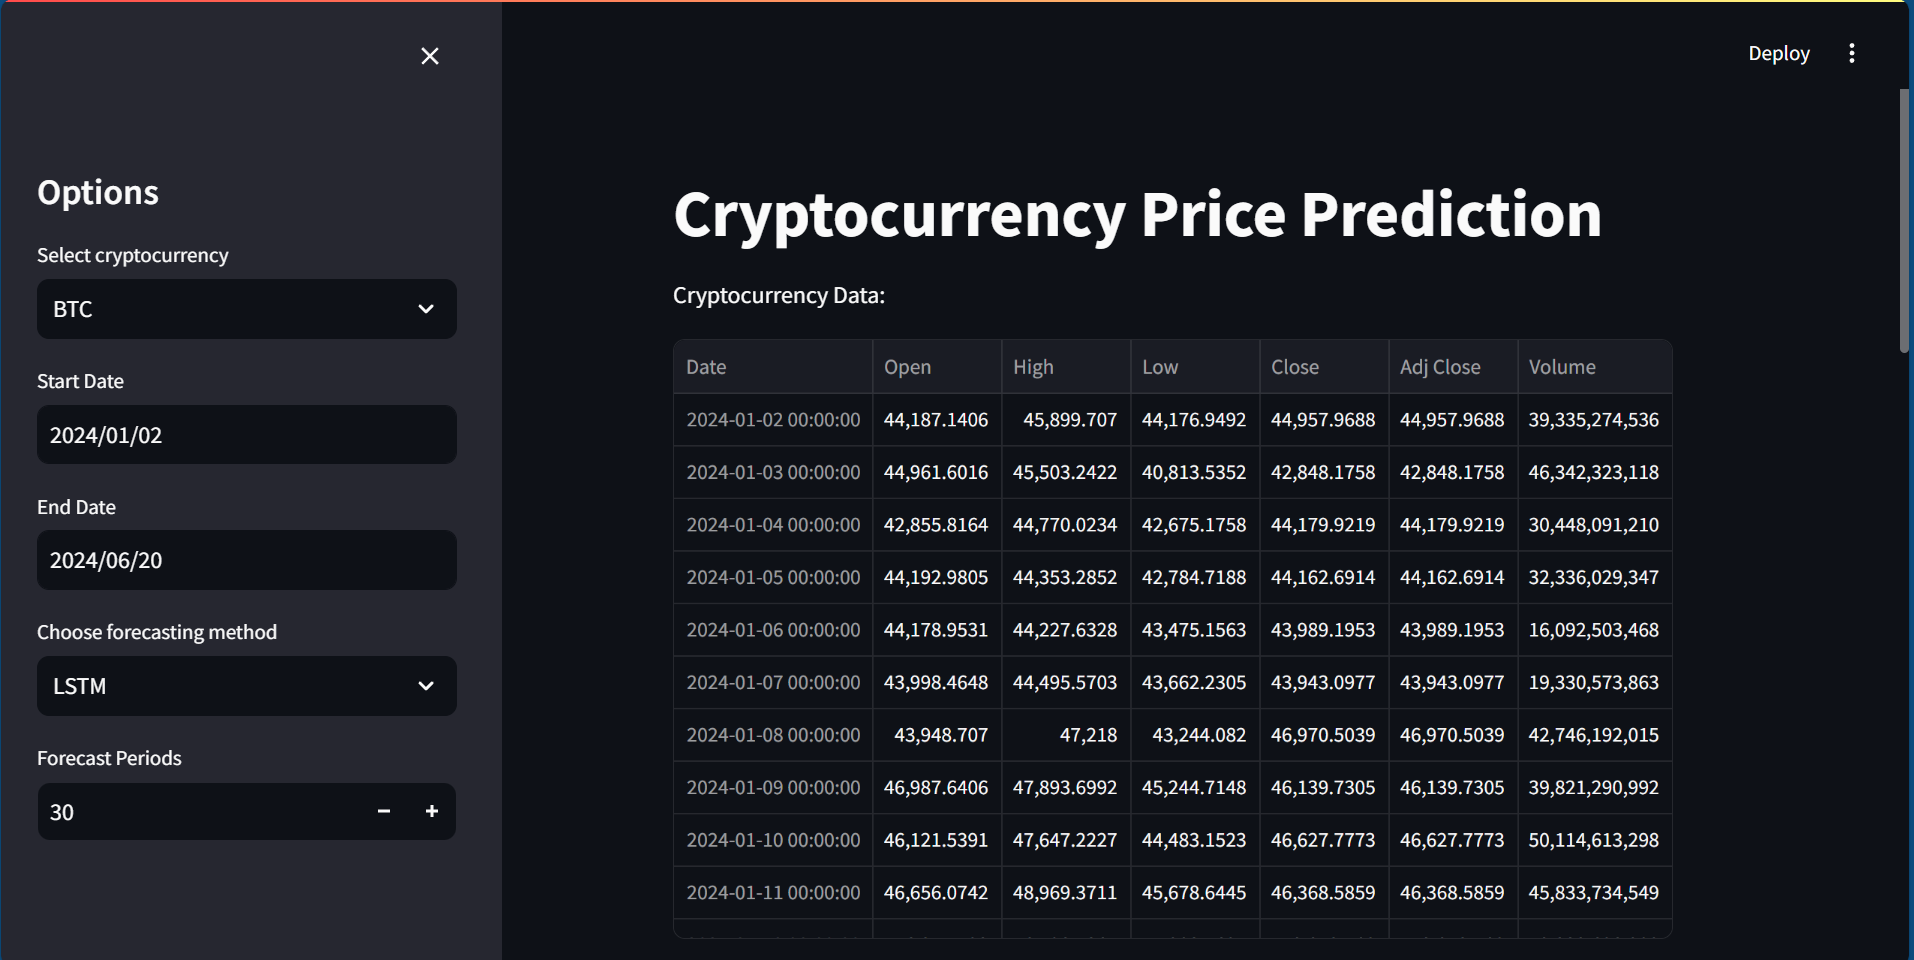 Deploy
Options
Select cryptocurrency
BTC
Start Date
2024/01/02
End Date
2024/06/20
Choose forecasting method
LSTM
Forecast Periods
30
Cryptocurrency Price Prediction
Cryptocurrency Data:
Date Open High Low Close Adj Close Volume
2024-01-02 00:00:00 44,187.1406 45,899.707 44,176.9492 44,957.9688 44,957.9688 39,335,274,536
2024-01-03 00:00:00 44,961.6016 45,503.2422 40,813.5352 42,848.1758 42,848.1758 46,342,323,118
2024-01-04 00:00:00 42,855.8164 44,770.0234 42,675.1758 44,179.9219 44,179.9219 30,448,091,210
2024-01-05 00:00:00 44,192.9805 44,353.2852 42,784.7188 44,162.6914 44,162.6914 32,336,029,347
2024-01-06 00:00:00 44,178.9531 44,227.6328 43,475.1563 43,989.1953 43,989.1953 16,092,503,468
2024-01-07 00:00:00 43,998.4648 44,495.5703 43,662.2305 43,943.0977 43,943.0977 19,330,573,863
2024-01-08 00:00:00 43,948.707 47,218 43,244.082 46,970.5039 46,970.5039 42,746,192,015
2024-01-09 00:00:00 46,987.6406 47,893.6992 45,244.7148 46,139.7305 46,139.7305 39,821,290,992
2024-01-10 00:00:00 46,121.5391 47,647.2227 44,483.1523 46,627.7773 46,627.7773 50,114,613,298
2024-01-11 00:00:00 46,656.0742 48,969.3711 45,678.6445 46,368.5859 46,368.5859 45,833,734,549